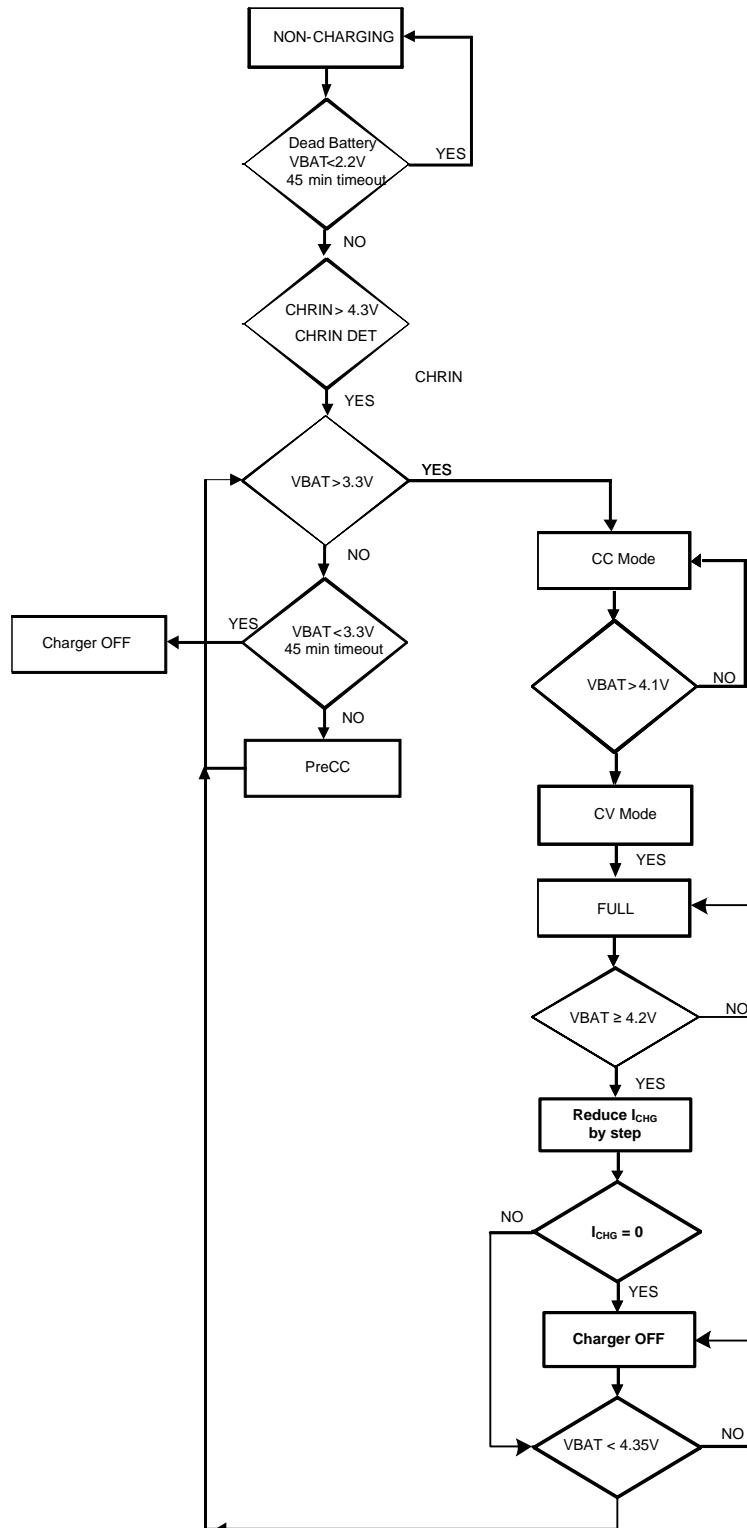 NON-CHARGING
Dead Battery
VBAT<2.2V
45 min timeout
YES
NO
CHRIN> 4.3V
CHRIN DET
CHRIN
YES
VBAT>3.3V
YES
NO
CC Mode
Charger OFF
YES
VBAT<3.3V
45 min timeout
VBAT>4.1V
NO
NO
PreCC
CV Mode
YES
FULL
VBAT ≥ 4.2V
NO
YES
Reduce ICHG
by step
NO
ICHG = 0
YES
Charger OFF
VBAT < 4.35V
NO